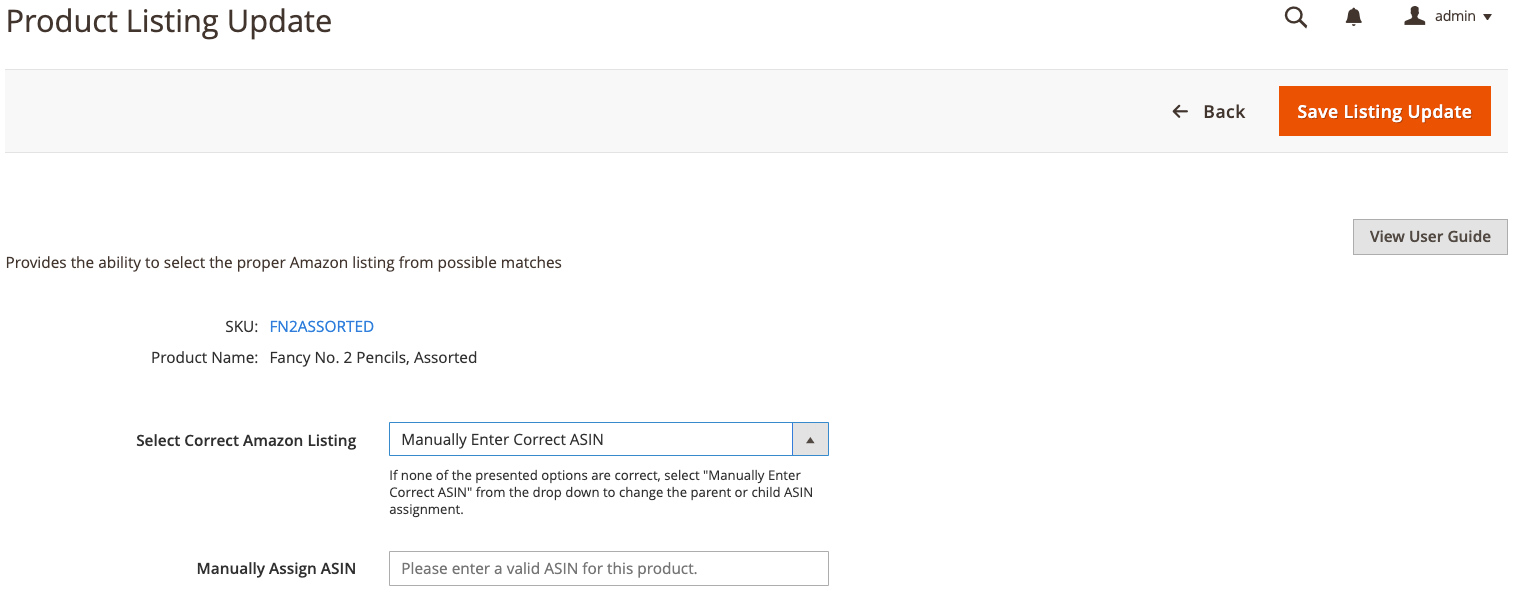 Product Listing Update
admin
Back
Save Listing Update
View User Guide
Provides the ability to select the proper Amazon listing from possible matches
SKU: FN2ASSORTED
Product Name: Fancy No. 2 Pencils, Assorted
Select Correct Amazon Listing
Manually Enter Correct ASIN
If none of the presented options are correct, select "Manually Enter
Correct ASIN" from the drop down to change the parent or child ASIN
assignment.
Manually Assign ASIN
Please enter a valid ASIN for this product.